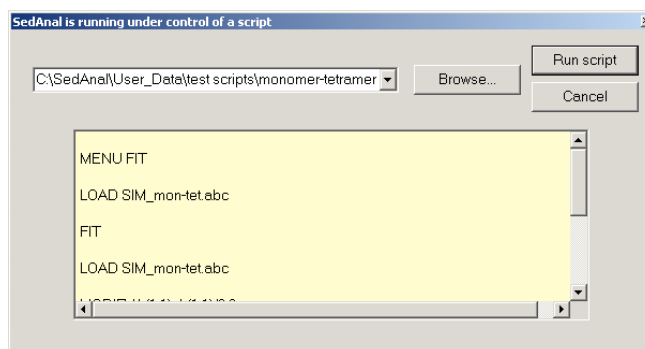 SedAnal is running under control of a script
C:\SedAnal\User_Data\test scripts\monomer-tetramer
Browse...
Run script
Cancel
MENU FIT
LOAD SIM_mon-tet.abc
FIT
LOAD SIM_mon-tet.abc